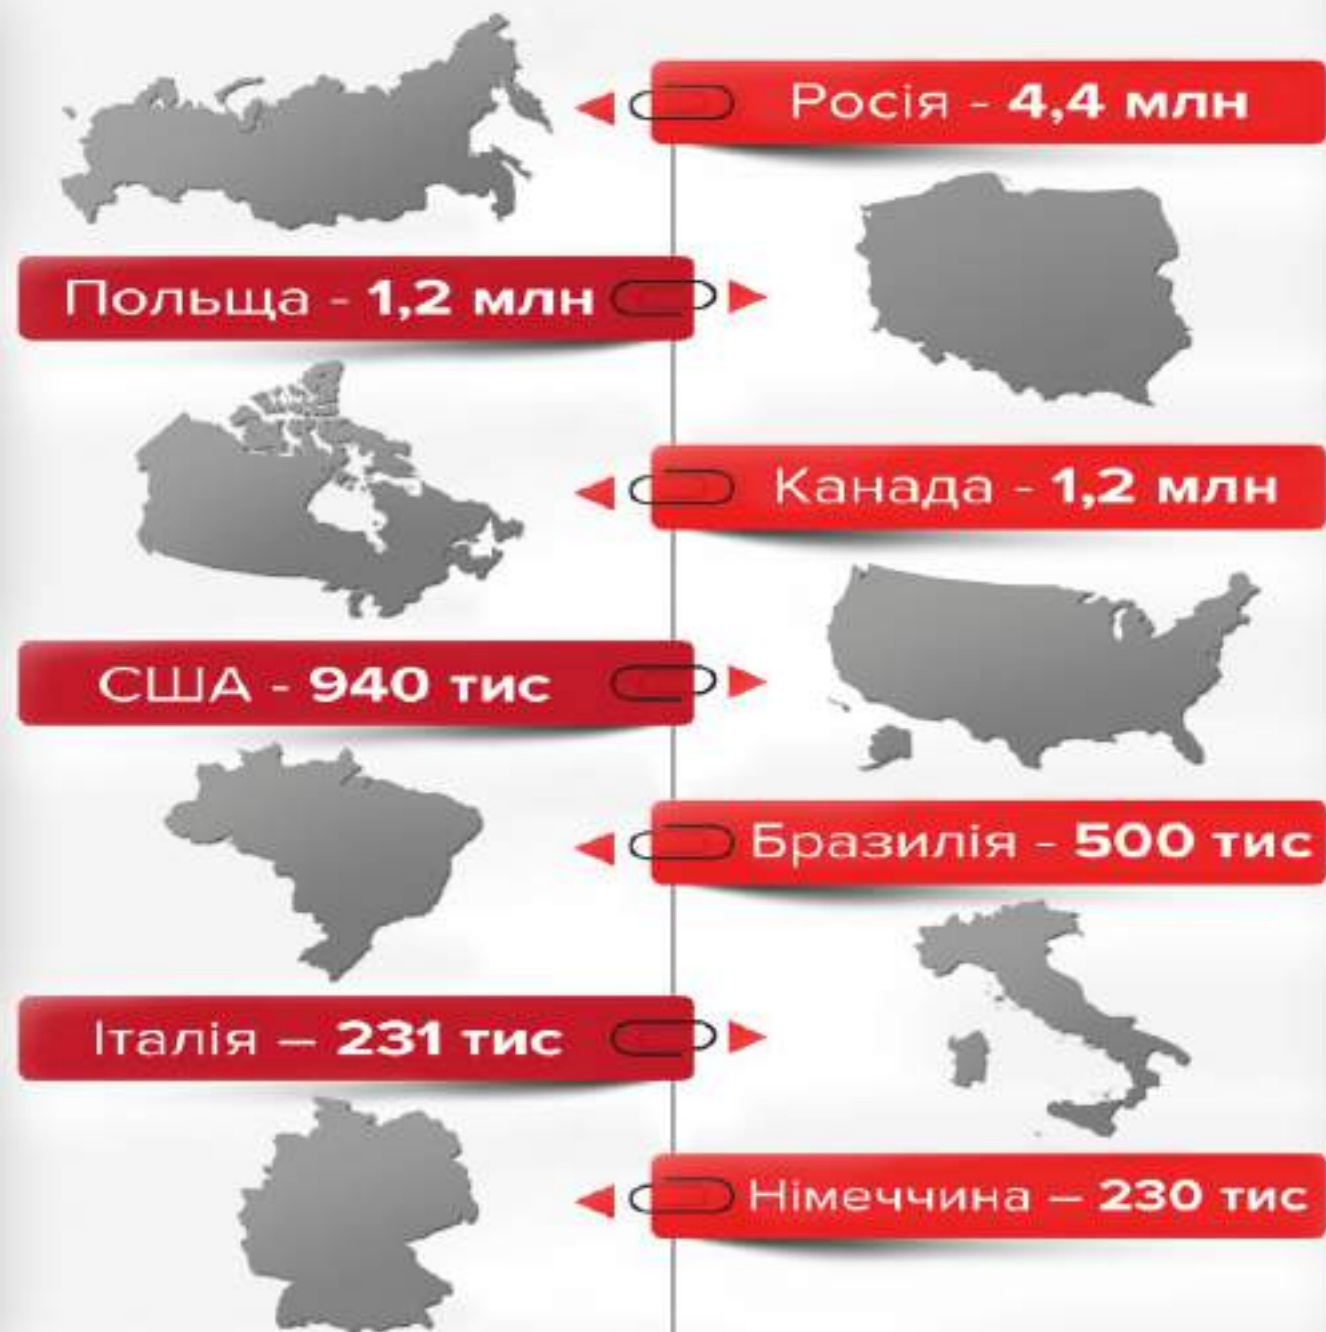 Росія - 4,4 млн
Польща - 1,2 млн
Канада - 1,2 млн
США - 940 тис
Бразилія - 500 тис
Італія – 231 тис
Німеччина – 230 тис